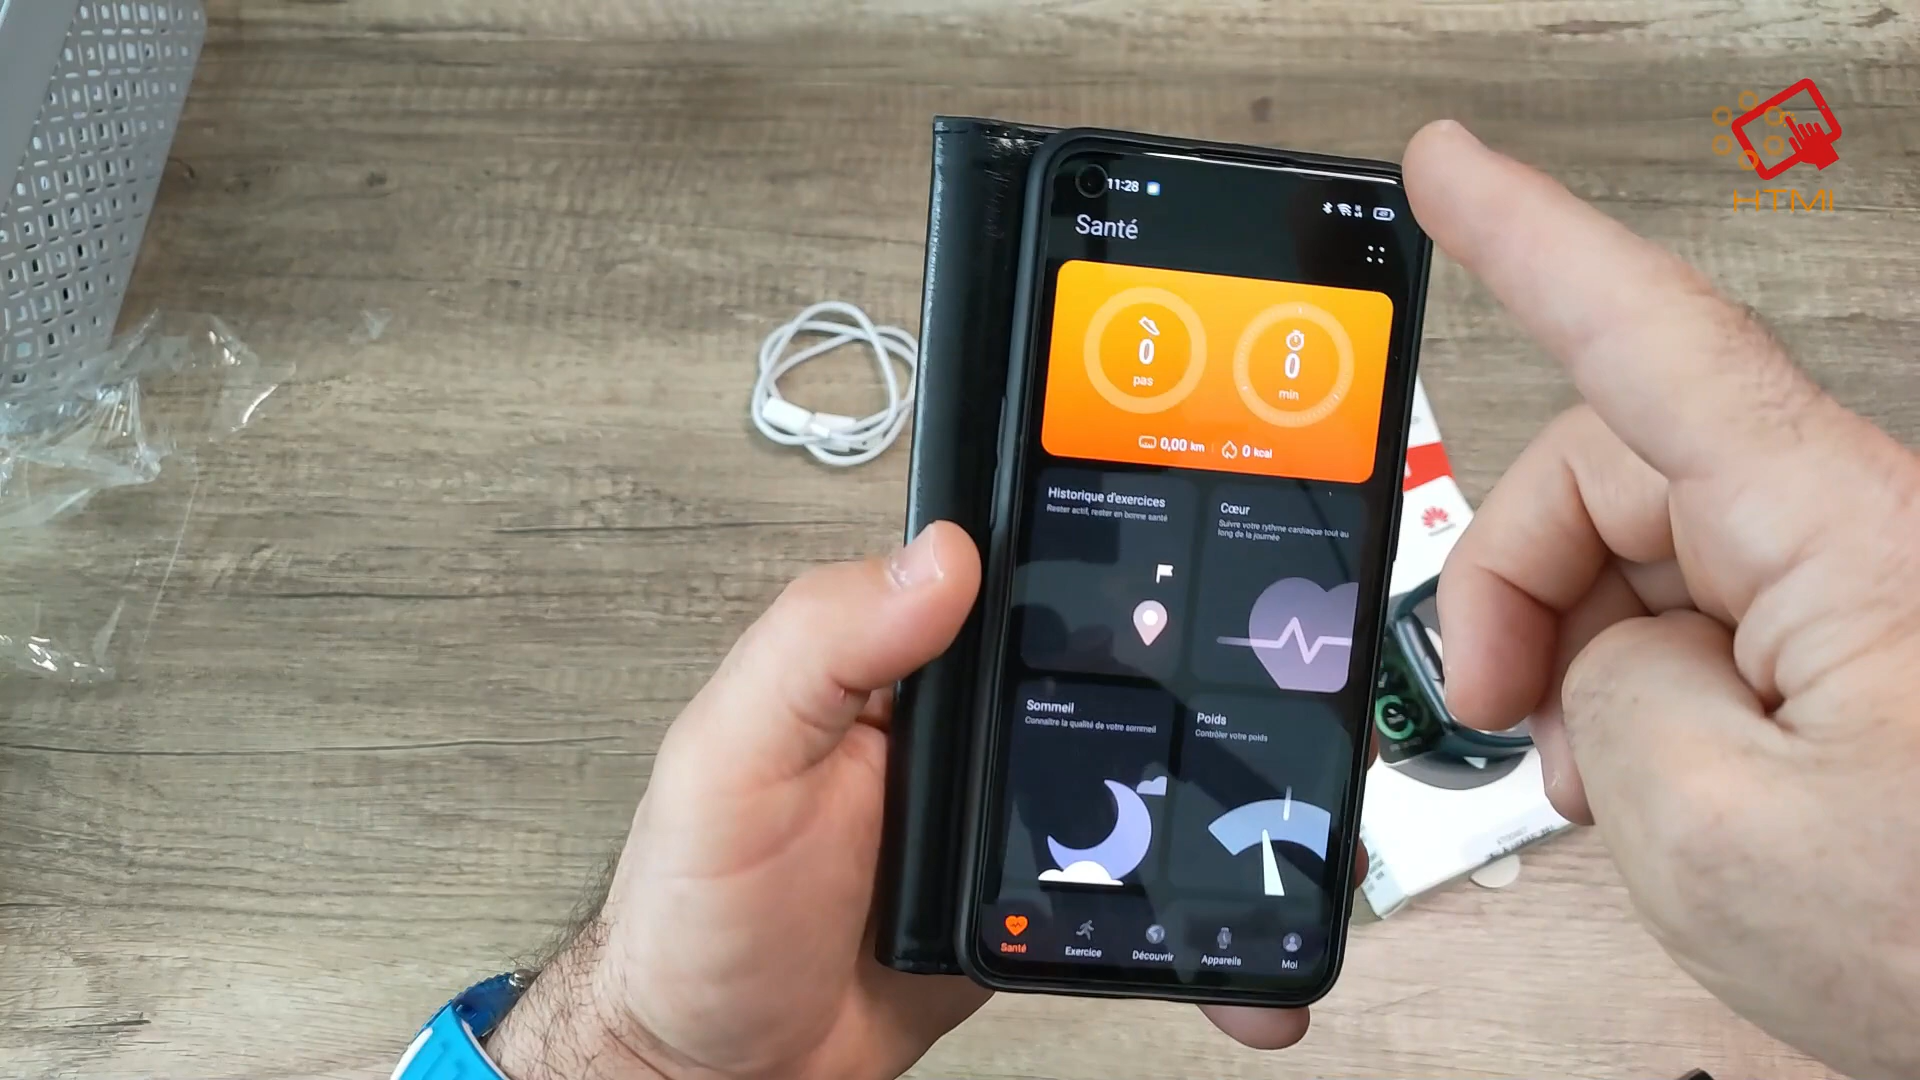 HTMI
11:28
Santé
0
pas
0
min
0,00 km
0 kcal
Historique d'exercices
Rester actif, rester en bonne santé
Cœur
Suivre votre rythme cardiaque tout au
long de la journée
Sommeil
Connaître la qualité de votre sommeil
Poids
Contrôler votre poids
Santé
Exercice
Découvrir
Appareils
Moi